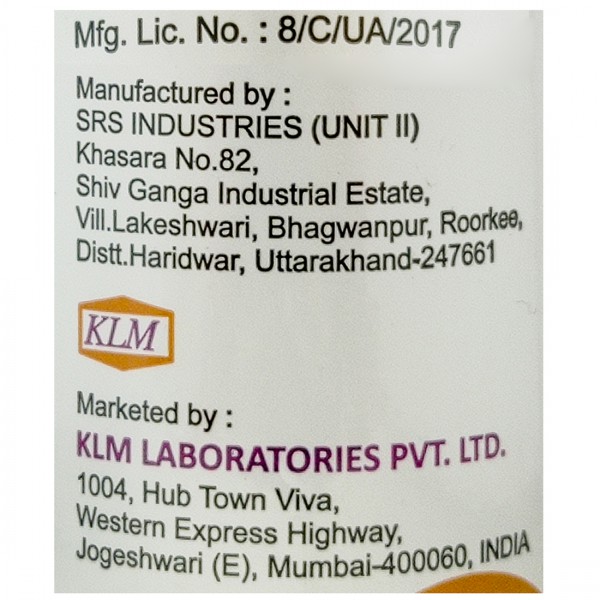 Mfg. Lic. No. : 8/C/UA/2017
Manufactured by :
SRS INDUSTRIES (UNIT II)
Khasara No.82,
Shiv Ganga Industrial Estate,
Vill.Lakeshwari, Bhagwanpur, Roorkee,
Distt.Haridwar, Uttarakhand-247661
KLM
Marketed by :
KLM LABORATORIES PVT. LTD.
1004, Hub Town Viva,
Western Express Highway,
Jogeshwari (E), Mumbai-400060, INDIA